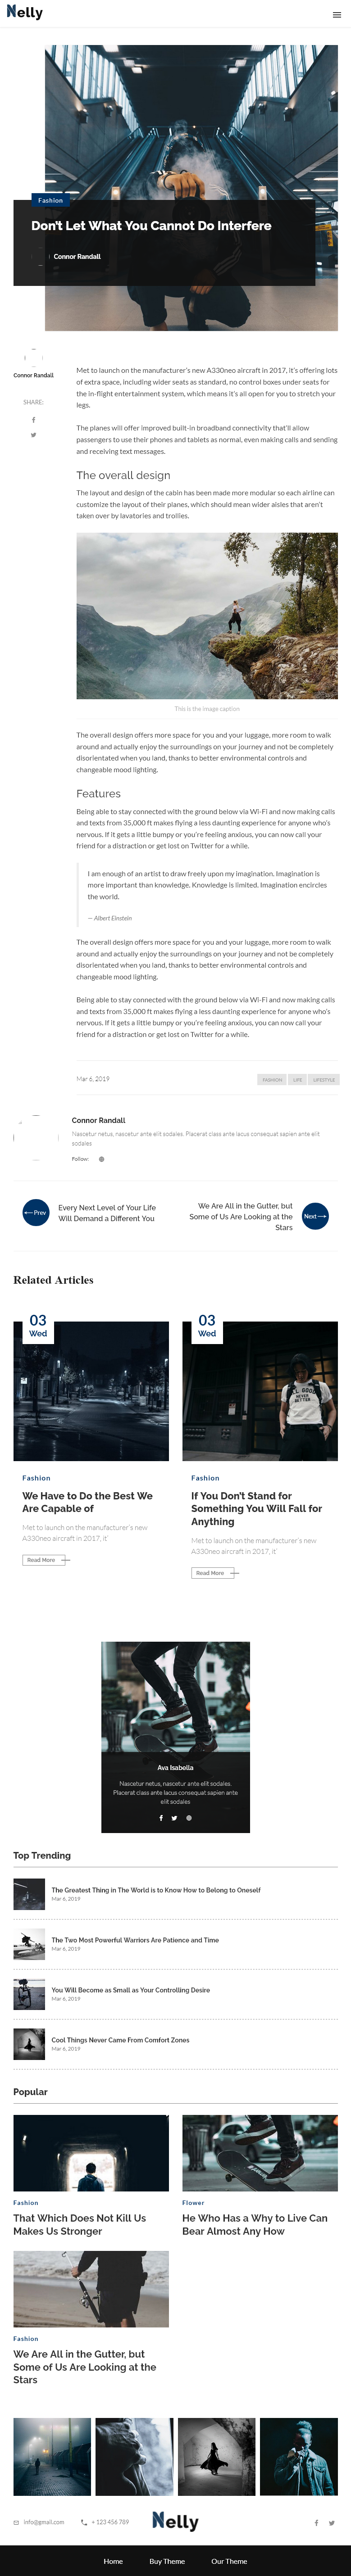 Nelly
Fashion
Don't Let What You Cannot Do Interfere
Connor Randall
Connor Randall
SHARE:
Met to launch on the manufacturer's new A330neo aircraft in 2017, it's offering lots
of extra space, including wider seats as standard, no control boxes under seats for
the in-flight entertainment system, which means it's all open for you to stretch your
legs.
The planes will offer improved built-in broadband connectivity that'll allow
passengers to use their phones and tablets as normal, even making calls and sending
and receiving text messages.
The overall design
The layout and design of the cabin has been made more modular so each airline can
customize the layout of their planes, which should mean wider aisles that aren't
taken over by lavatories and trollies.
This is the image caption
The overall design offers more space for you and your luggage, more room to walk
around and actually enjoy the surroundings on your journey and not be completely
disorientated when you land, thanks to better environmental controls and
changeable mood lighting.
Features
Being able to stay connected with the ground below via Wi-Fi and now making calls
and texts from 35,000 ft makes flying a less daunting experience for anyone who's
nervous. If it gets a little bumpy or you're feeling anxious, you can now call your
friend for a distraction or get lost on Twitter for a while.
I am enough of an artist to draw freely upon my imagination. Imagination is
more important than knowledge. Knowledge is limited. Imagination encircles
the world.
— Albert Einstein
The overall design offers more space for you and your luggage, more room to walk
around and actually enjoy the surroundings on your journey and not be completely
disorientated when you land, thanks to better environmental controls and
changeable mood lighting.
Being able to stay connected with the ground below via Wi-Fi and now making calls
and texts from 35,000 ft makes flying a less daunting experience for anyone who's
nervous. If it gets a little bumpy or you're feeling anxious, you can now call your
friend for a distraction or get lost on Twitter for a while.
Mar 6, 2019
FASHION LIFE LIFESTYLE
Connor Randall
Nascetur netus, nascetur ante elit sodales. Placerat class ante lacus consequat sapien ante elit
sodales
Follow:
Prev
Every Next Level of Your Life
Will Demand a Different You
We Are All in the Gutter, but
Some of Us Are Looking at the
Stars
Next
Related Articles
03
Wed
Fashion
We Have to Do the Best We
Are Capable of
Met to launch on the manufacturer's new
A330neo aircraft in 2017, it'
Read More
03
Wed
Fashion
If You Don't Stand for
Something You Will Fall for
Anything
Met to launch on the manufacturer's new
A330neo aircraft in 2017, it'
Read More
Ava Isabella
Nascetur netus, nascetur ante elit sodales.
Placerat class ante lacus consequat sapien ante
elit sodales
Top Trending
The Greatest Thing in The World is to Know How to Belong to Oneself
Mar 6, 2019
The Two Most Powerful Warriors Are Patience and Time
Mar 6, 2019
You Will Become as Small as Your Controlling Desire
Mar 6, 2019
Cool Things Never Came From Comfort Zones
Mar 6, 2019
Popular
Fashion
That Which Does Not Kill Us
Makes Us Stronger
Flower
He Who Has a Why to Live Can
Bear Almost Any How
Fashion
We Are All in the Gutter, but
Some of Us Are Looking at the
Stars
info@gmail.com
+ 123 456 789
Nelly
Home Buy Theme Our Theme